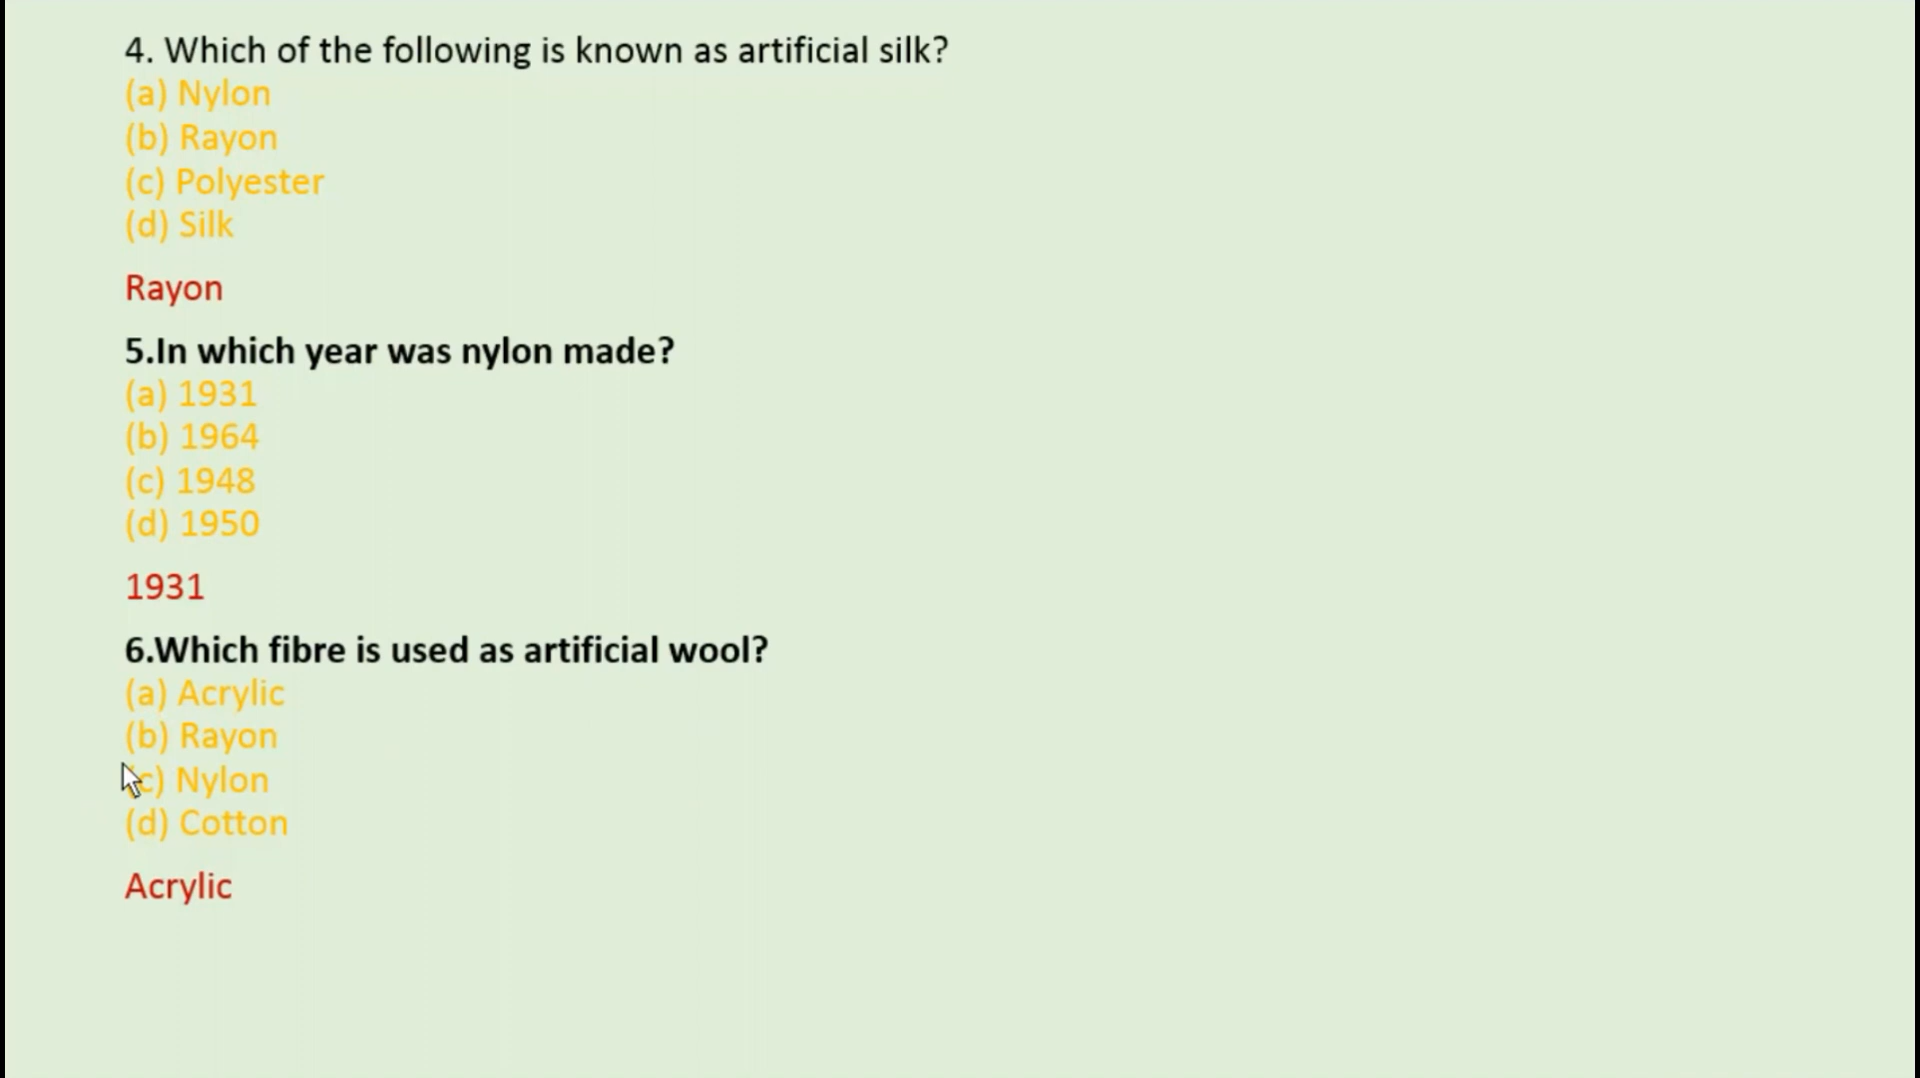 4. Which of the following is known as artificial silk?
(a) Nylon
(b) Rayon
(c) Polyester
(d) Silk
Rayon
5.In which year was nylon made?
(a) 1931
(b) 1964
(c) 1948
(d) 1950
1931
6.Which fibre is used as artificial wool?
(a) Acrylic
(b) Rayon
(c) Nylon
(d) Cotton
Acrylic